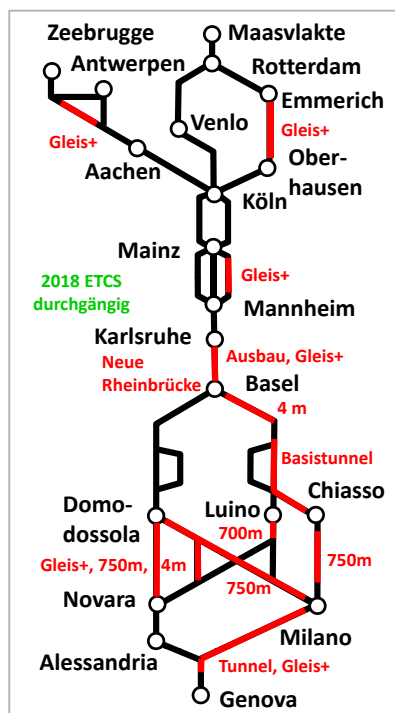 Zeebrugge
Maasvlakte
Antwerpen
Rotterdam
Emmerich
Venlo
Gleis+
Gleis+
Aachen
Ober-
hausen
Köln
Mainz
2018 ETCS
durchgängig
Gleis+
Mannheim
Karlsruhe
Neue
Rheinbrücke
Ausbau, Gleis+
Basel
4 m
Basistunnel
Chiasso
Domo-
dossola
Luino
700m
Gleis+, 750m, 4m
750m
750m
Novara
Milano
Alessandria
Tunnel, Gleis+
Genova